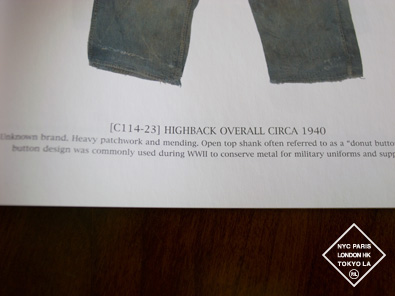 [C114-23] HIGHBACK OVERALL CIRCA 1940
Unknown brand. Heavy patchwork and mending. Open top shank often referred to as a "donut
button design was commonly used during WWII to conserve metal for military uniforms and
NYC PARIS
LONDON HK
TOKYO LA
RL